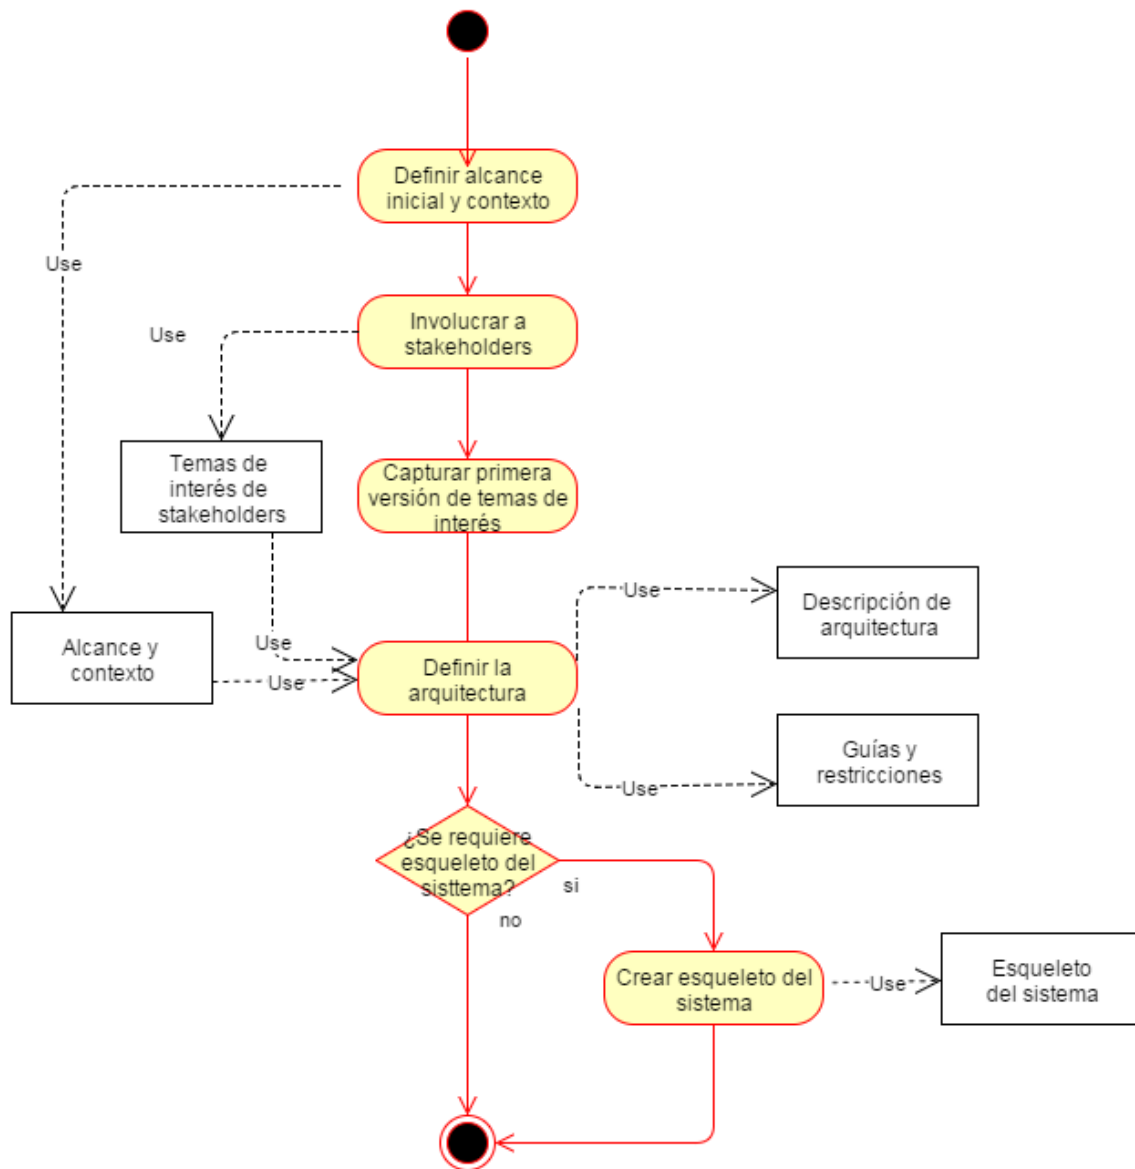 Definir alcance
inicial y contexto
Use
Involucrar a
stakeholders
Use
Temas de
interés de
stakeholders
Capturar primera
versión de temas de
interés
Use
Descripción de
arquitectura
Use
Alcance y
contexto
Use
Definir la
arquitectura
Guías y
restricciones
Use
¿Se requiere
esqueleto del
sisttema?
si
no
Crear esqueleto del
sistema
Use
Esqueleto
del sistema